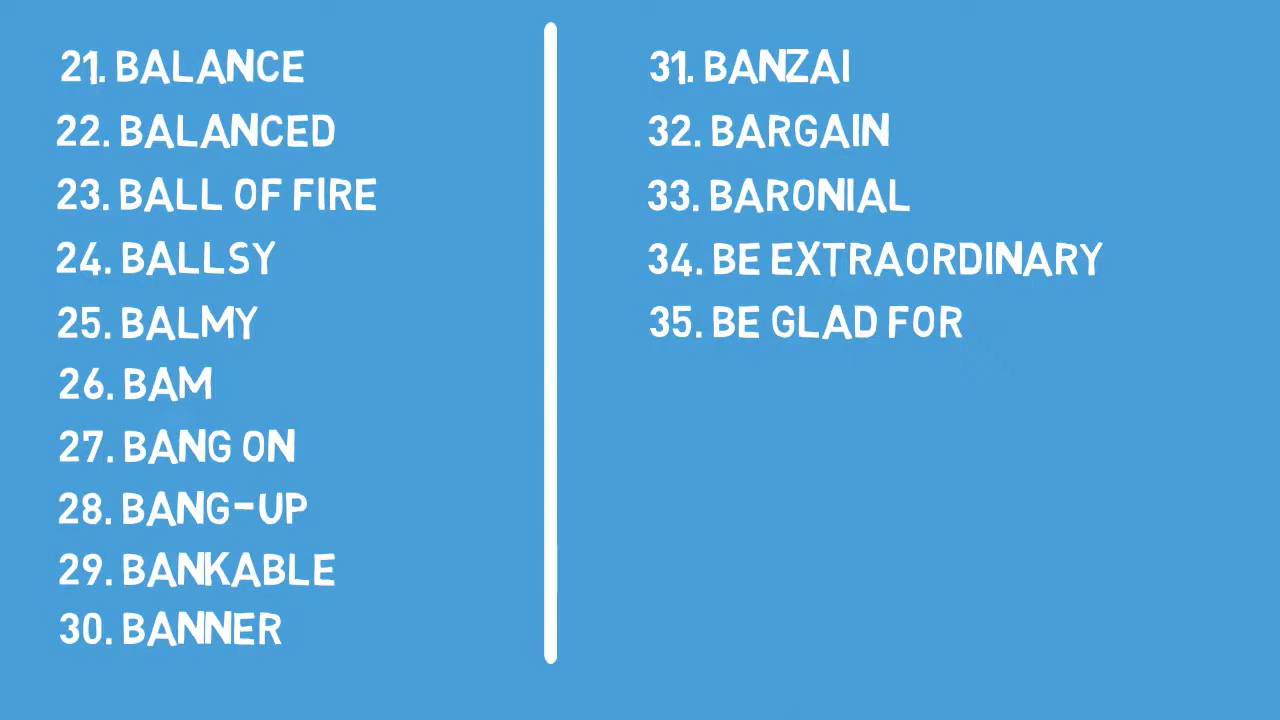 21. BALANCE
22. BALANCED
23. BALL OF FIRE
24. BALLSY
25. BALMY
26. BAM
27. BANG ON
28. BANG-UP
29. BANKABLE
30. BANNER
31. BANZAI
32. BARGAIN
33. BARONIAL
34. BE EXTRAORDINARY
35. BE GLAD FOR